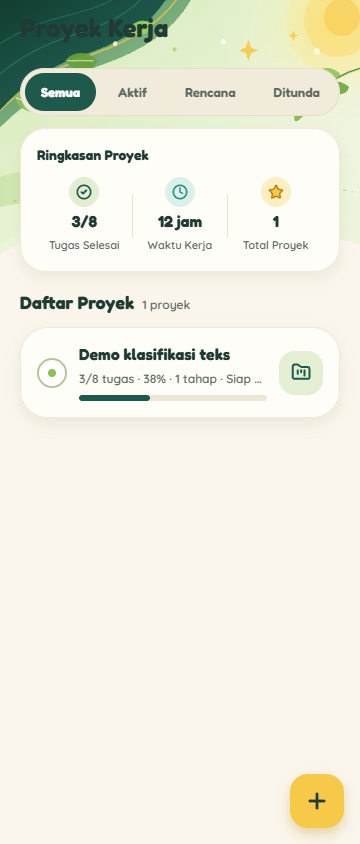 Proyek Kerja
Semua Aktif Rencana Ditunda
Ringkasan Proyek
3/8 12 jam 1
Tugas Selesai Waktu Kerja Total Proyek
Daftar Proyek 1 proyek
Demo klasifikasi teks
3/8 tugas · 38% · 1 tahap · Siap ...